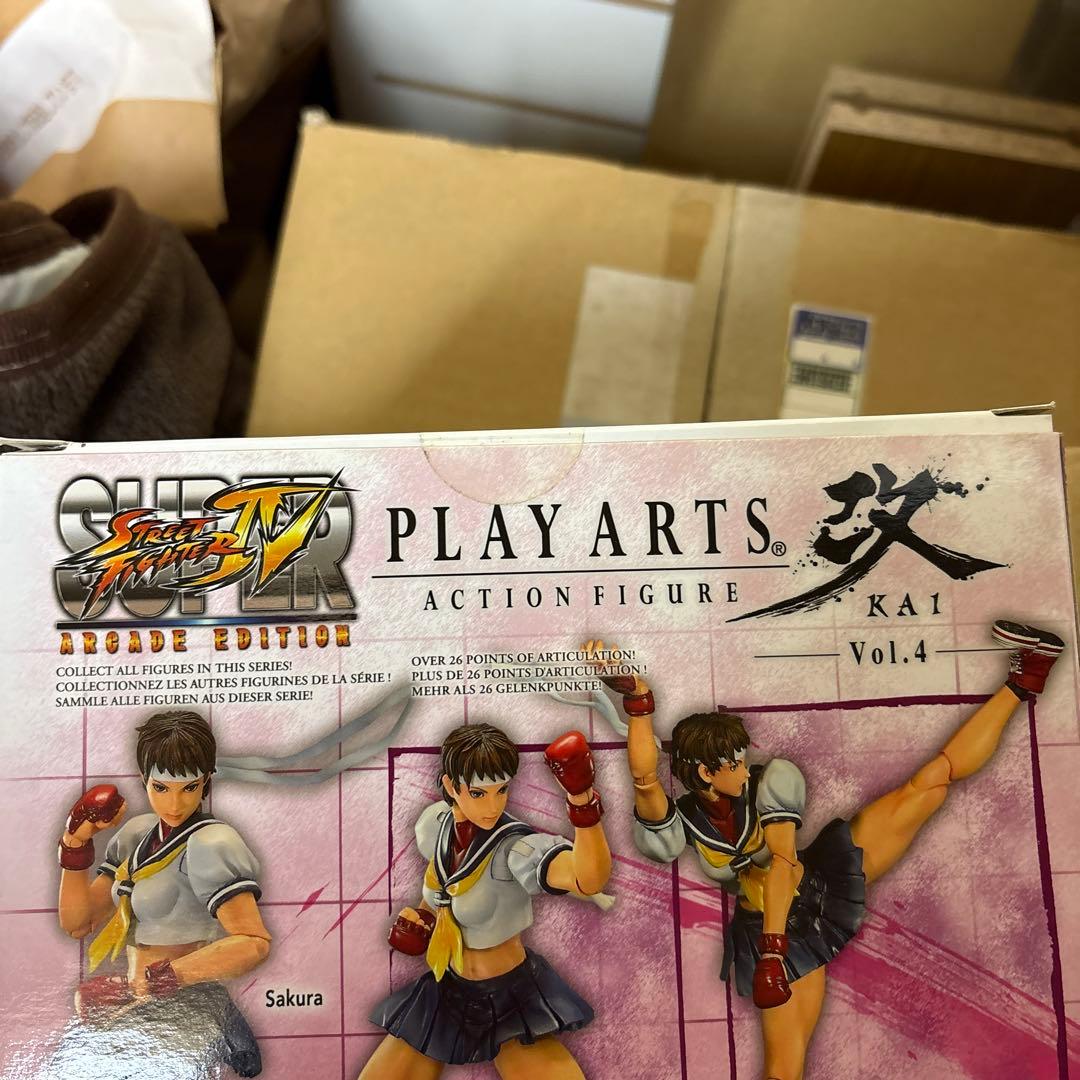 SUPER
STREET
FIGHTER IV
ARCADE EDITION
PLAY ARTS® 改
ACTION FIGURE
KAI
Vol.4
COLLECT ALL FIGURES IN THIS SERIES!
COLLECTIONNEZ LES AUTRES FIGURINES DE LA SÉRIE !
SAMMLE ALLE FIGUREN AUS DIESER SERIE!
OVER 26 POINTS OF ARTICULATION!
PLUS DE 26 POINTS D'ARTICULATION !
MEHR ALS 26 GELENKPUNKTE!
Sakura